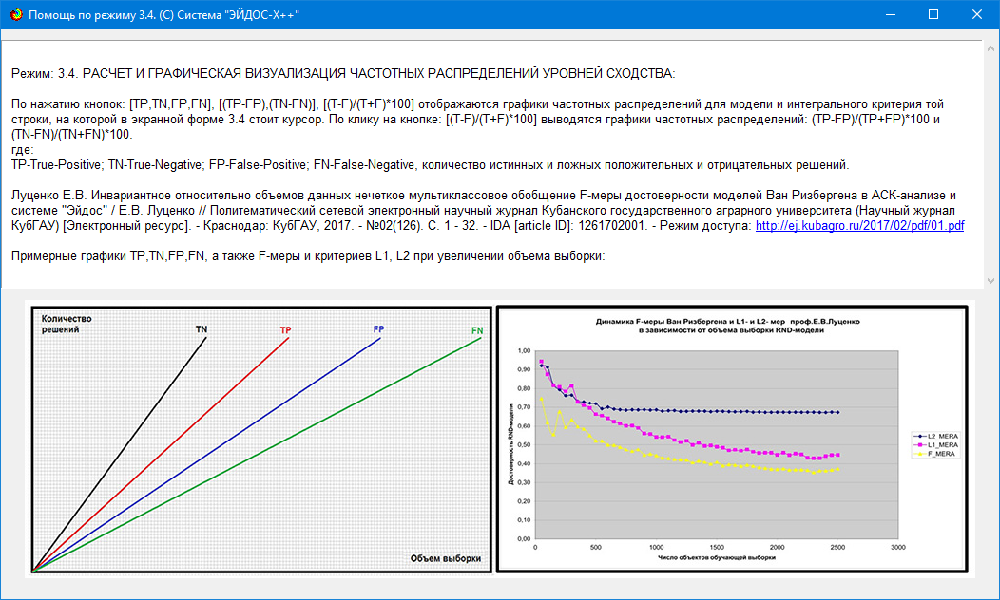 Помощь по режиму 3.4. (C) Система "ЭЙДОС-X++"
Режим: 3.4. РАСЧЕТ И ГРАФИЧЕСКАЯ ВИЗУАЛИЗАЦИЯ ЧАСТОТНЫХ РАСПРЕДЕЛЕНИЙ УРОВНЕЙ СХОДСТВА:
По нажатию кнопок: [TP,TN,FP,FN], [(TP-FP),(TN-FN)], [(T-F)/(T+F)*100] отображаются графики частотных распределений для модели и интегрального критерия той
строки, на которой в экранной форме 3.4 стоит курсор. По клику на кнопке: [(T-F)/(T+F)*100] выводятся графики частотных распределений: (TP-FP)/(TP+FP)*100 и
(TN-FN)/(TN+FN)*100.
где:
TP-True-Positive; TN-True-Negative; FP-False-Positive; FN-False-Negative, количество истинных и ложных положительных и отрицательных решений.
Луценко Е.В. Инвариантное относительно объемов данных нечеткое мультиклассовое обобщение F-меры достоверности моделей Ван Ризбергена в АСК-анализе и
системе "Эйдос" / Е.В. Луценко // Политематический сетевой электронный научный журнал Кубанского государственного аграрного университета (Научный журнал
КубГАУ) [Электронный ресурс]. - Краснодар: КубГАУ, 2017. - №02(126). С. 1 - 32. - IDA [article ID]: 1261702001. - Режим доступа: http://ej.kubagro.ru/2017/02/pdf/01.pdf
Примерные графики TP,TN,FP,FN, а также F-меры и критериев L1, L2 при увеличении объема выборки:
Количество
решений
TN
TP
FP
FN
Объем выборки
Динамика F-меры Ван Ризбергена и L1- и L2- мер проф.Е.В.Луценко
в зависимости от объема выборки RND-модели
Достоверность RND-модели
1,00
0,90
0,80
0,70
0,60
0,50
0,40
0,30
0,20
0,10
0,00
0
500
1000
1500
2000
2500
3000
Число объектов обучающей выборки
L2_MERA
L1_MERA
F_MERA